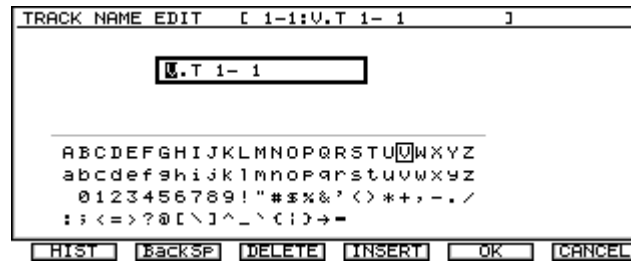 TRACK NAME EDIT [ 1-1:V.T 1- 1 ]
V.T 1- 1
ABCDEFGHIJKLMNOPQRSTUVWXYZ
abcdefghijklmnopqrstuvwxyz
0123456789!"#$%&'()*+,-./
:;<=>?@[\]^_`{|}→←
HIST BackSP DELETE INSERT OK CANCEL